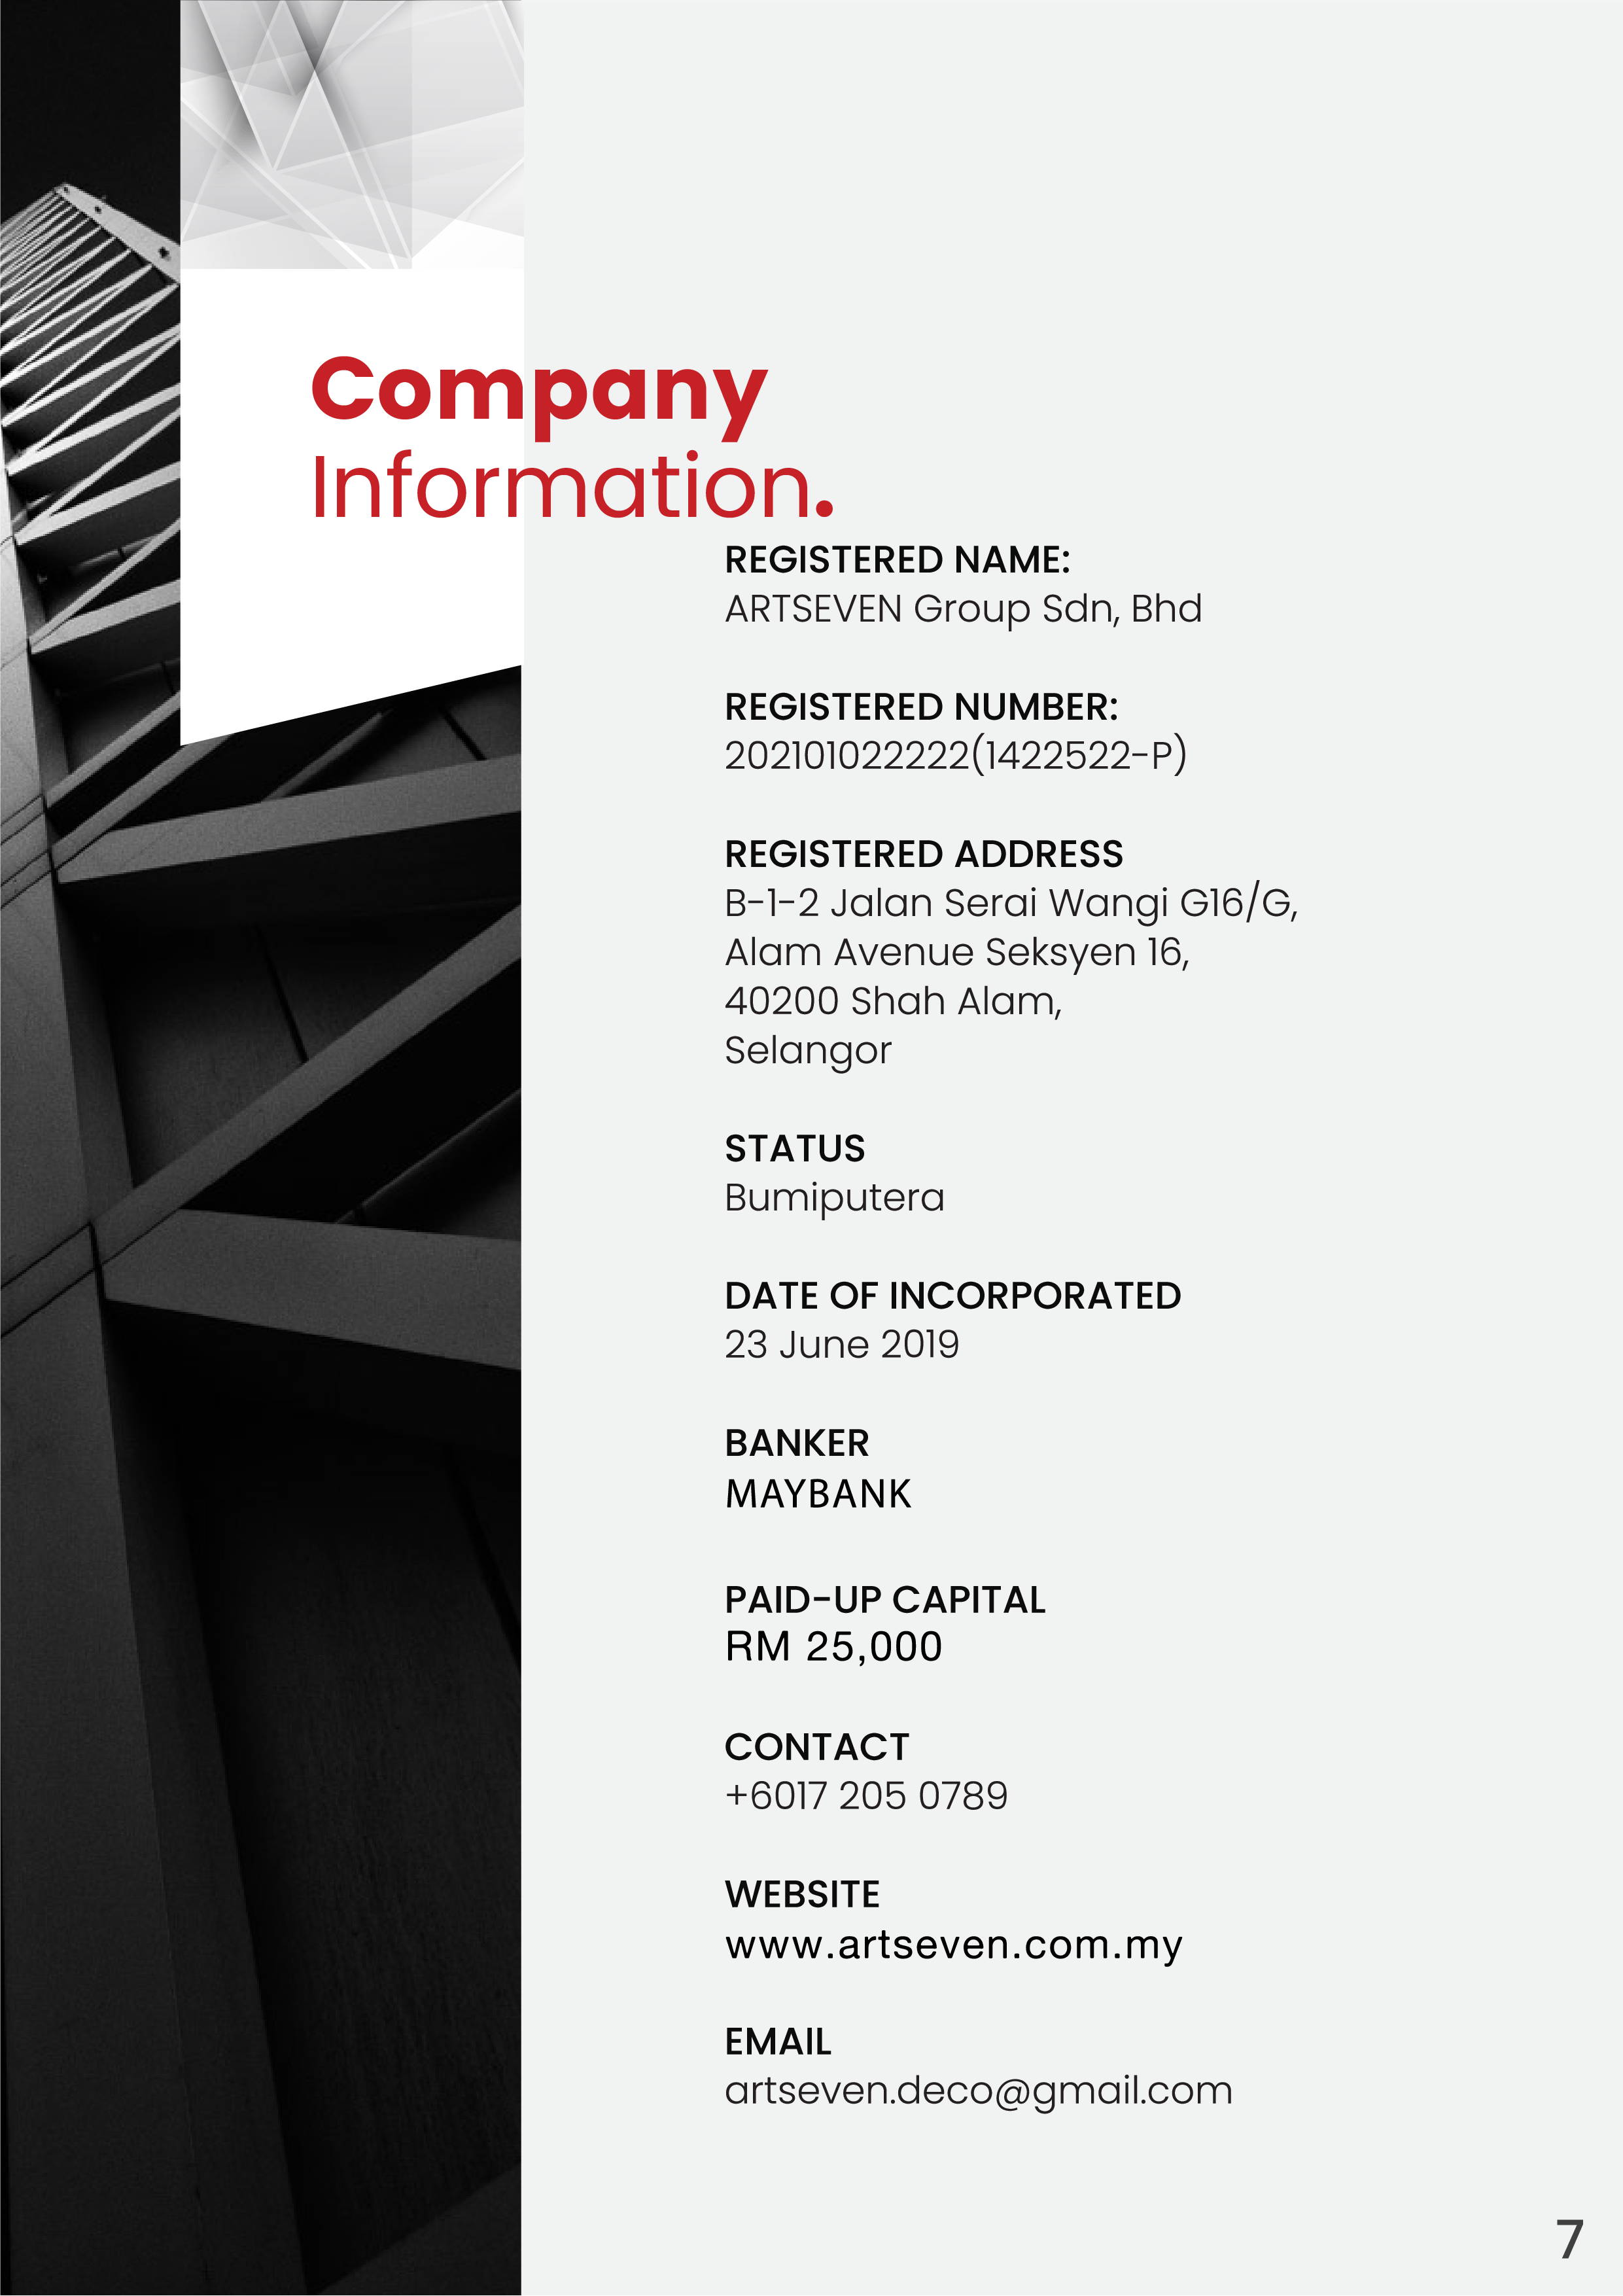 Company
Information.
REGISTERED NAME:
ARTSEVEN Group Sdn, Bhd
REGISTERED NUMBER:
202101022222(1422522-P)
REGISTERED ADDRESS
B-1-2 Jalan Serai Wangi G16/G,
Alam Avenue Seksyen 16,
40200 Shah Alam,
Selangor
STATUS
Bumiputera
DATE OF INCORPORATED
23 June 2019
BANKER
MAYBANK
PAID-UP CAPITAL
RM 25,000
CONTACT
+6017 205 0789
WEBSITE
www.artseven.com.my
EMAIL
artseven.deco@gmail.com
7